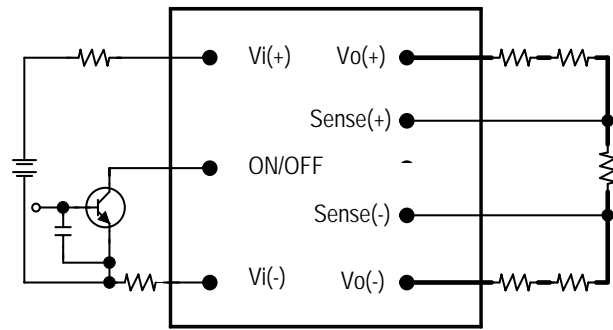 Vi(+) Vo(+)
Sense(+)
ON/OFF
Sense(-)
Vi(-) Vo(-)